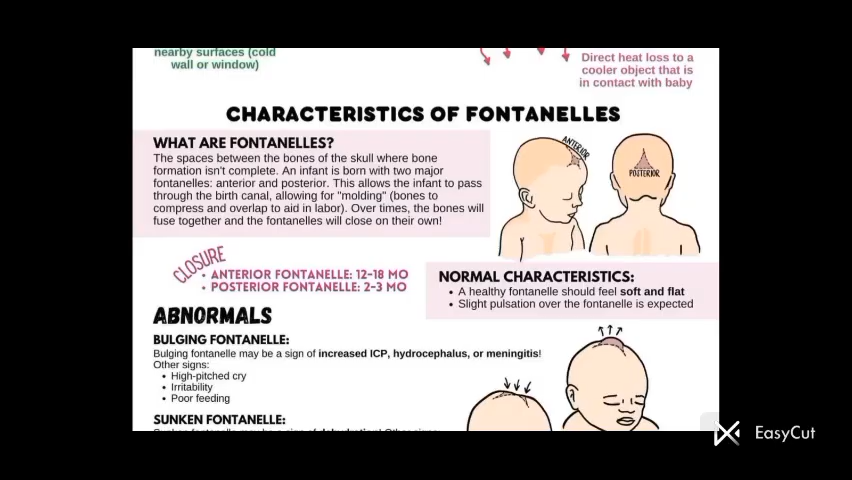 nearby surfaces (cold
wall or window)
Direct heat loss to a
cooler object that is
in contact with baby
CHARACTERISTICS OF FONTANELLES
WHAT ARE FONTANELLES?
The spaces between the bones of the skull where bone
formation isn't complete. An infant is born with two major
fontanelles: anterior and posterior. This allows the infant to pass
through the birth canal, allowing for "molding" (bones to
compress and overlap to aid in labor). Over times, the bones will
fuse together and the fontanelles will close on their own!
ANTERIOR
POSTERIOR
CLOSURE
• ANTERIOR FONTANELLE: 12-18 MO
• POSTERIOR FONTANELLE: 2-3 MO
NORMAL CHARACTERISTICS:
• A healthy fontanelle should feel soft and flat
• Slight pulsation over the fontanelle is expected
ABNORMALS
BULGING FONTANELLE:
Bulging fontanelle may be a sign of increased ICP, hydrocephalus, or meningitis!
Other signs:
• High-pitched cry
• Irritability
• Poor feeding
SUNKEN FONTANELLE:
EasyCut